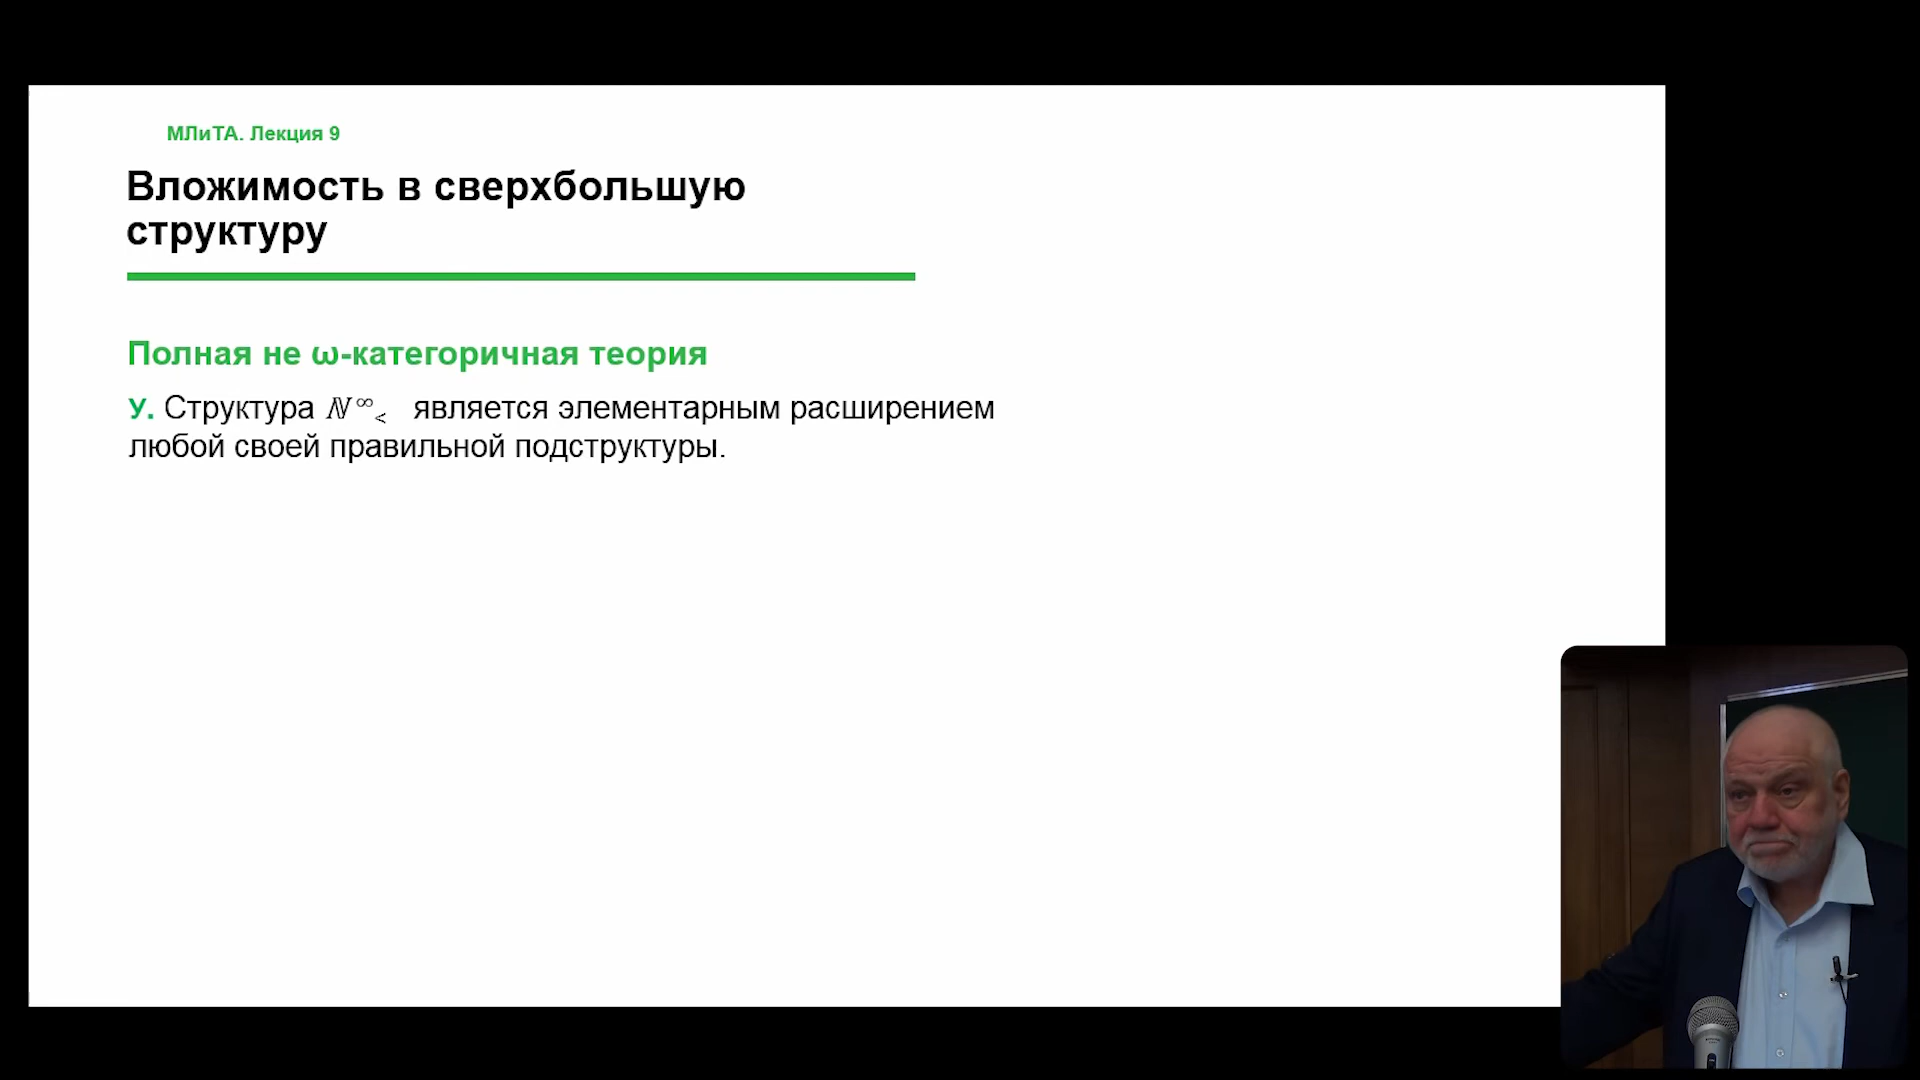 МЛиТА. Лекция 9
Вложимость в сверхбольшую
структуру
Полная не ω-категоричная теория
У. Структура ℕ^∞_< является элементарным расширением
любой своей правильной подструктуры.